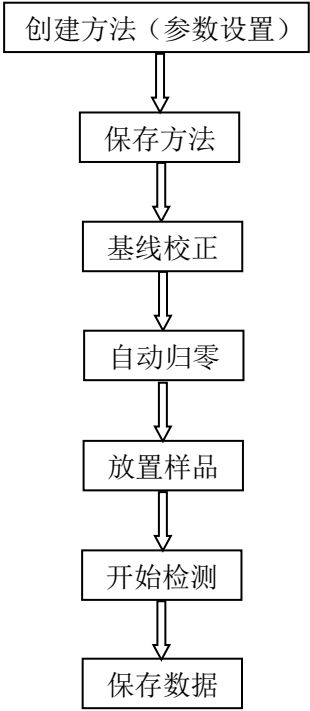 创建方法（参数设置）
保存方法
基线校正
自动归零
放置样品
开始检测
保存数据